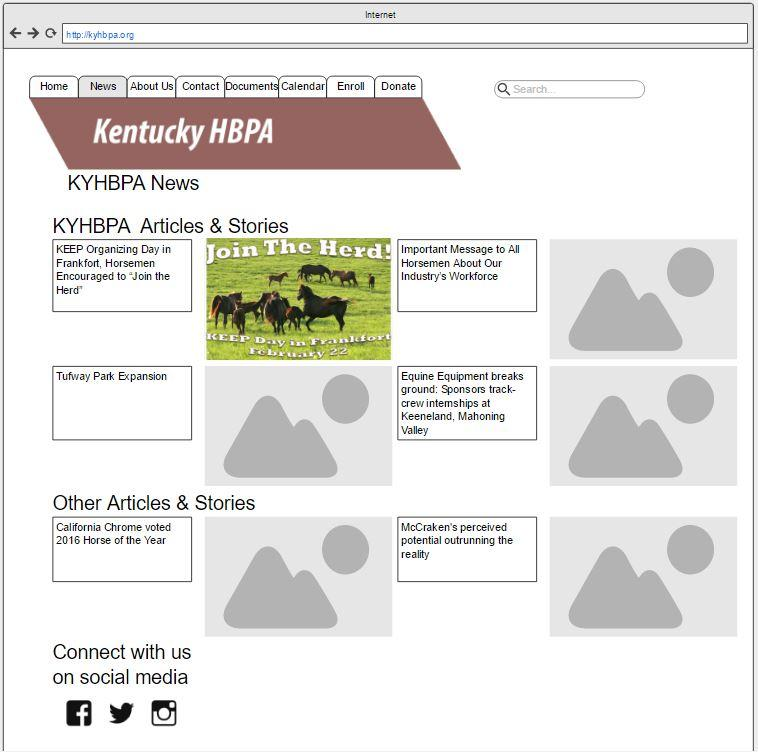 Internet
http://kyhbpa.org
Home News About Us Contact Documents Calendar Enroll Donate
Search...
Kentucky HBPA
KYHBPA News
KYHBPA Articles & Stories
KEEP Organizing Day in
Frankfort, Horsemen
Encouraged to “Join the
Herd”
Join The Herd!
KEEP Day in Frankfort
February 22
Important Message to All
Horsemen About Our
Industry's Workforce
Tufway Park Expansion
Equine Equipment breaks
ground: Sponsors track-
crew internships at
Keeneland, Mahoning
Valley
Other Articles & Stories
California Chrome voted
2016 Horse of the Year
McCraken's perceived
potential outrunning the
reality
Connect with us
on social media